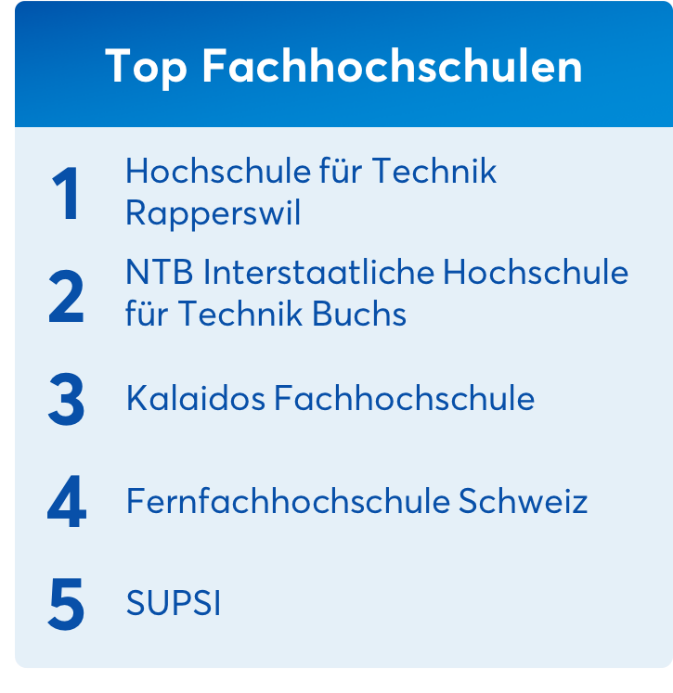 Top Fachhochschulen
1 Hochschule für Technik
Rapperswil
2 NTB Interstaatliche Hochschule
für Technik Buchs
3 Kalaidos Fachhochschule
4 Fernfachhochschule Schweiz
5 SUPSI